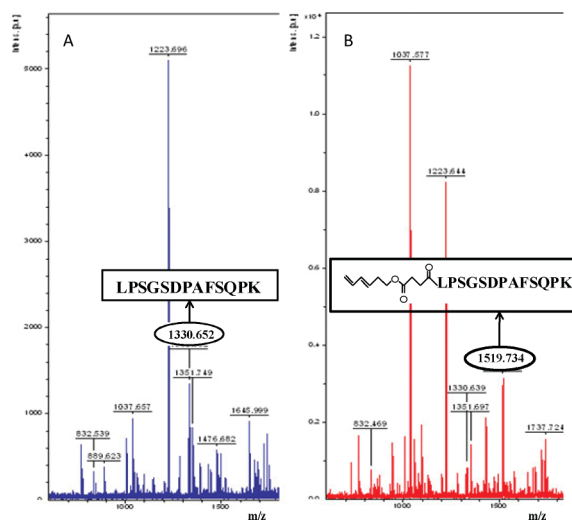 A
Intens. [a.u]
1223.696
5000
4000
3000
2000
1000
0
LPSGSDPAFSQPK
1330.652
1351.749
832.539
889.623
1037.657
1476.682
1645.999
1000
1500
m/z
B
Intens. [a.u]
1.2
1.0
0.8
0.6
0.4
0.2
0.0
1037.577
1223.644
O
O
O
LPSGSDPAFSQPK
1519.734
832.469
1330.639
1351.697
1737.724
1000
1500
m/z